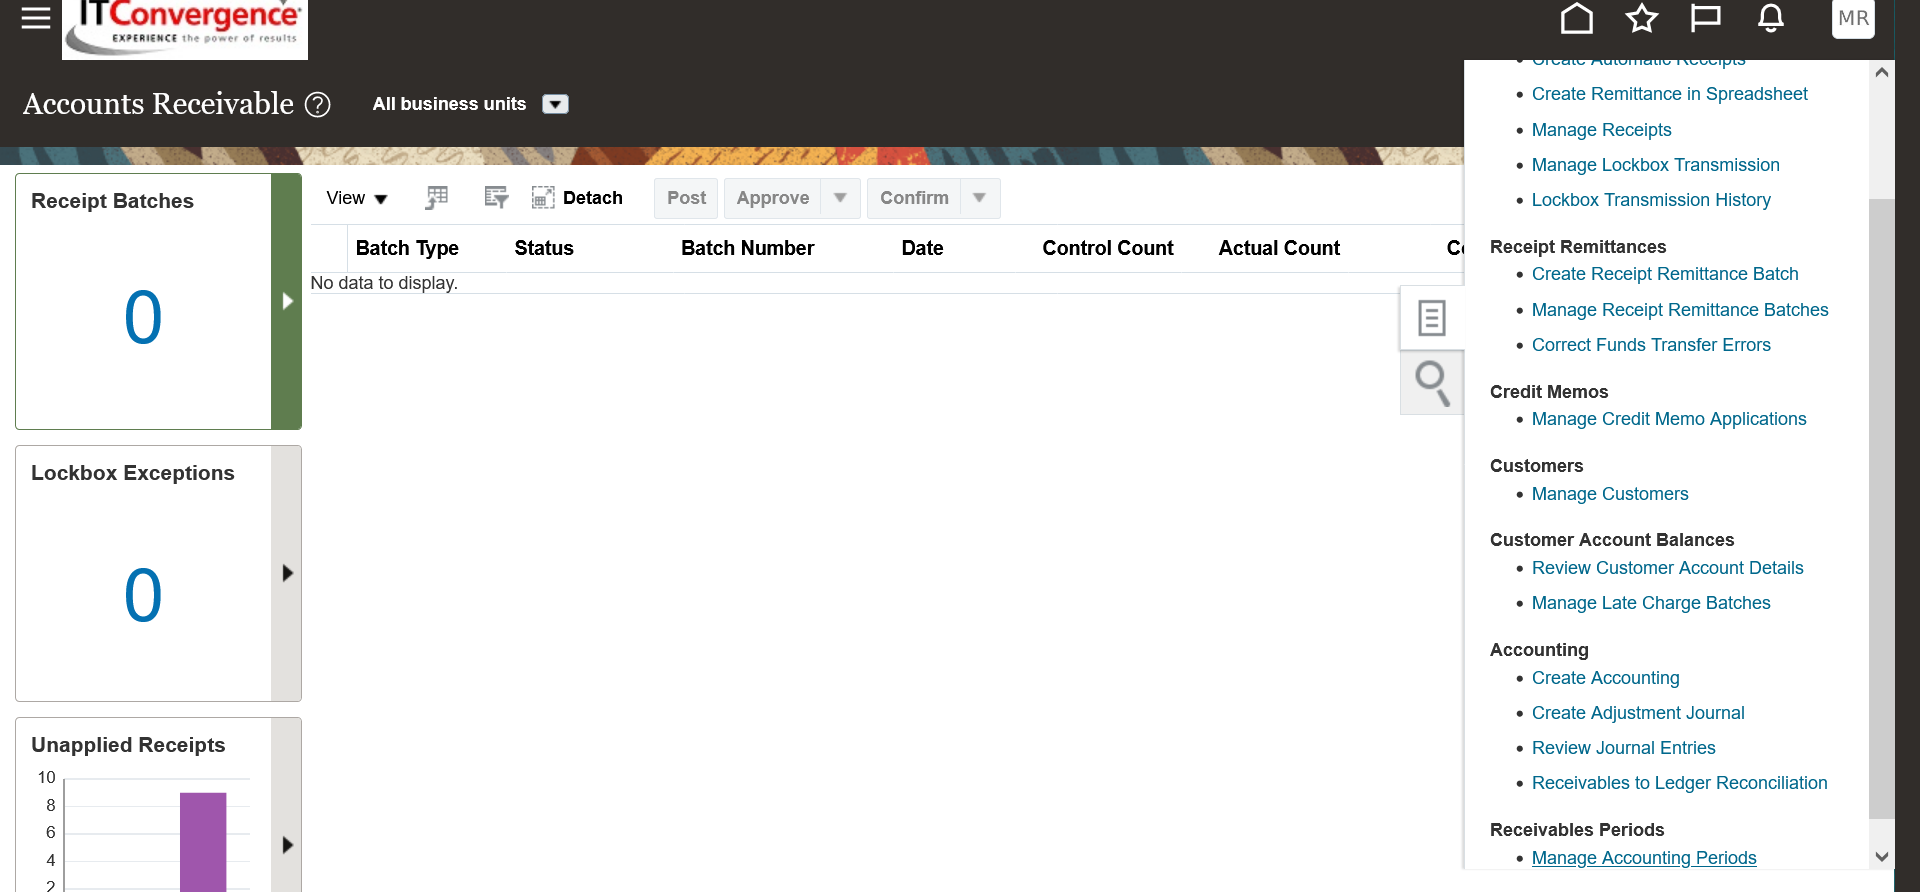 ITConvergence
EXPERIENCE the power of results
MR
Accounts Receivable ?
All business units
Receipt Batches
0
Lockbox Exceptions
0
Unapplied Receipts
10
8
6
4
2
View
Detach
Post
Approve
Confirm
Batch Type Status Batch Number Date Control Count Actual Count
No data to display.
Create Automatic Receipts
Create Remittance in Spreadsheet
Manage Receipts
Manage Lockbox Transmission
Lockbox Transmission History
Receipt Remittances
Create Receipt Remittance Batch
Manage Receipt Remittance Batches
Correct Funds Transfer Errors
Credit Memos
Manage Credit Memo Applications
Customers
Manage Customers
Customer Account Balances
Review Customer Account Details
Manage Late Charge Batches
Accounting
Create Accounting
Create Adjustment Journal
Review Journal Entries
Receivables to Ledger Reconciliation
Receivables Periods
Manage Accounting Periods